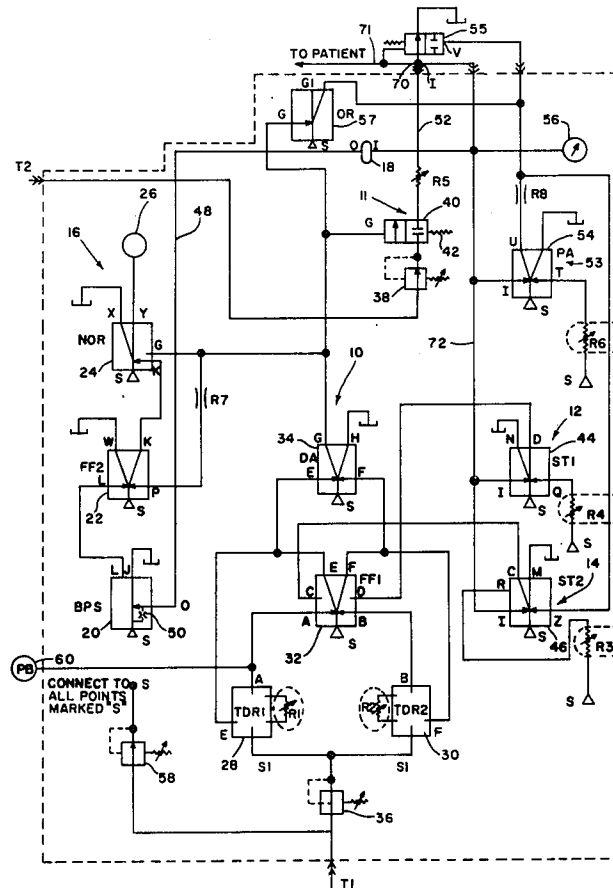 71
55
TO PATIENT
V
G1
70
I
OR
G
57
S
52
O I
56
T2
18
26
48
11
R5
R8
16
G
40
42
U
54
PA
53
T
I
S
38
X
Y
72
NOR
G
24
S
K
R7
10
R6
S
34
G
H
DA
E
F
S
12
N
D
44
ST1
I
Q
S
R4
S
W
K
FF2
L
P
22
S
L J
BPS
O
20
50
S
E
F
FF1
C
D
A
B
32
S
C
M
R
ST2
14
I
Z
46
S
R3
S
60
PB
CONNECT TO
ALL POINTS
MARKED "S"
S
A
TDR1
R1
E
28
S1
B
R2
TDR2
F
30
S1
58
36
T1